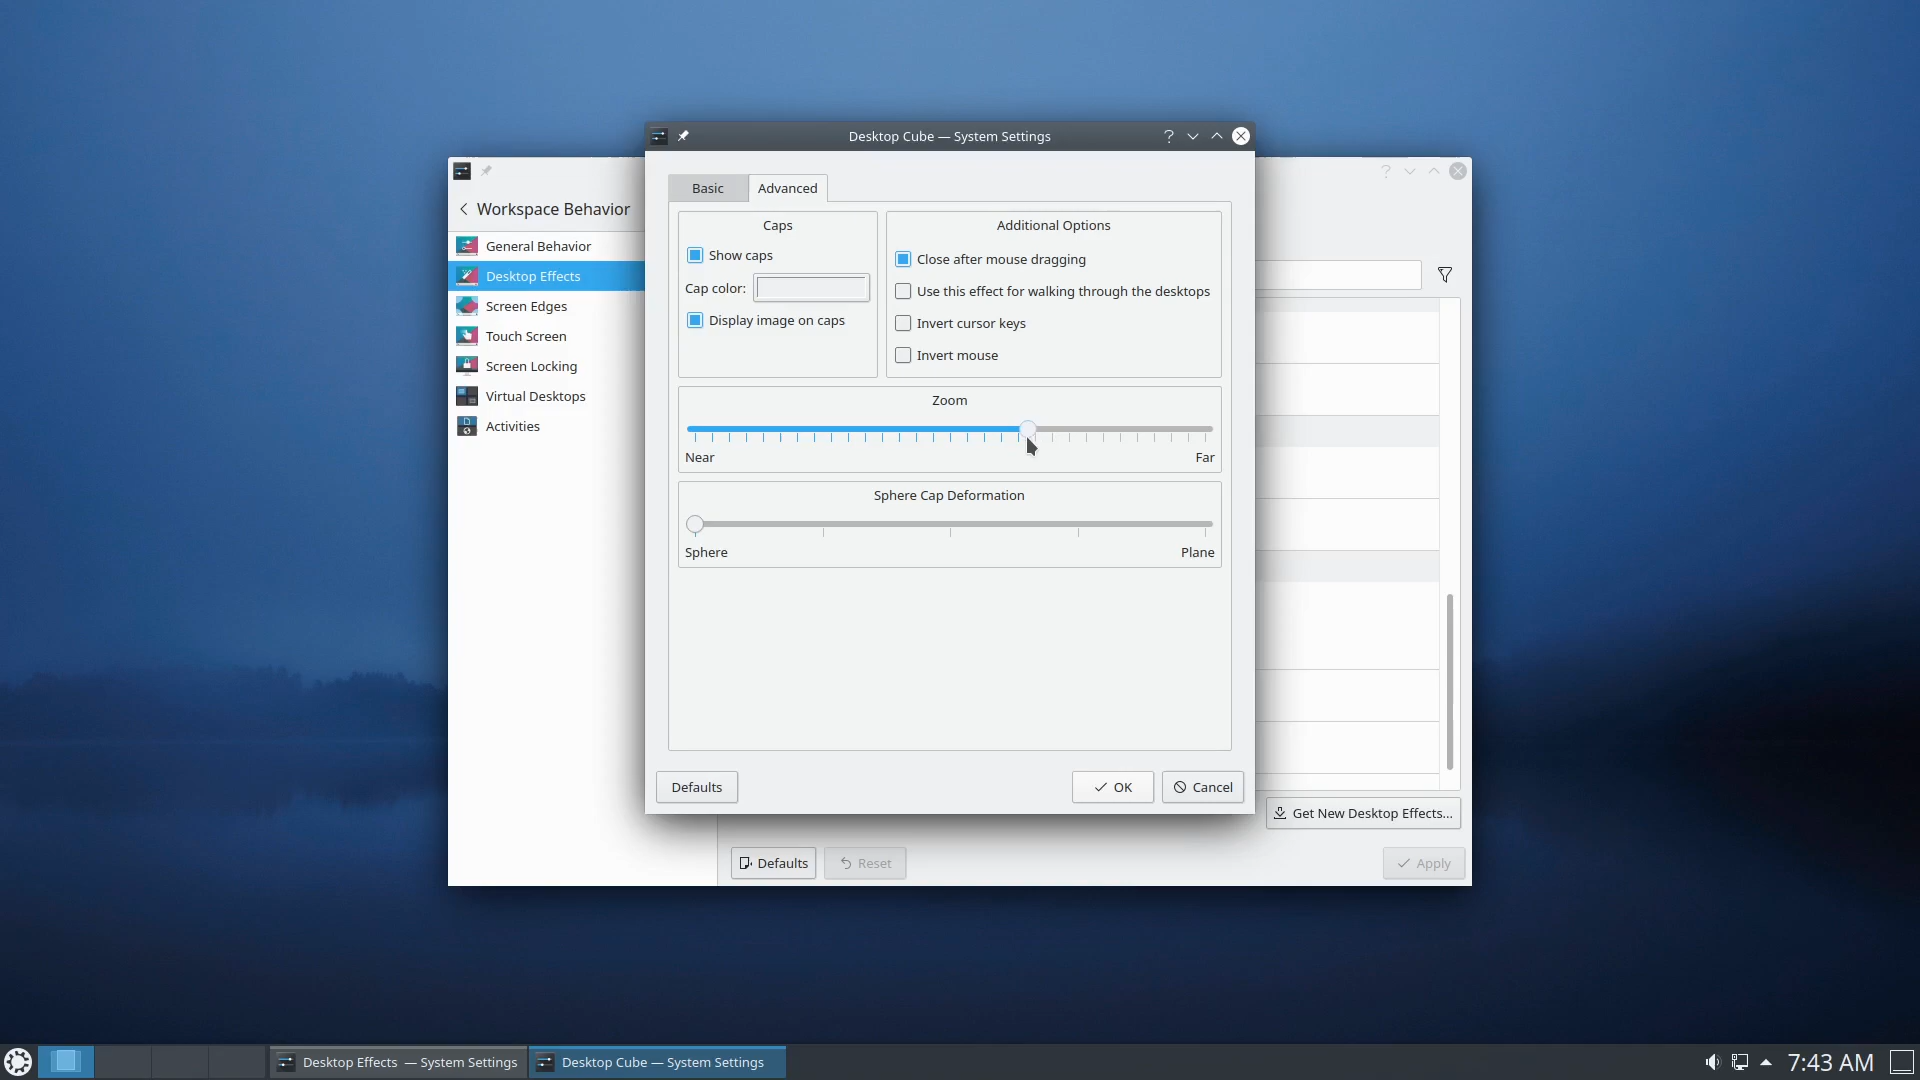 Desktop Cube — System Settings
Workspace Behavior
General Behavior
Desktop Effects
Screen Edges
Touch Screen
Screen Locking
Virtual Desktops
Activities
Basic
Advanced
Caps
Show caps
Cap color:
Display image on caps
Additional Options
Close after mouse dragging
Use this effect for walking through the desktops
Invert cursor keys
Invert mouse
Zoom
Near
Far
Sphere Cap Deformation
Sphere
Plane
Defaults
OK
Cancel
Get New Desktop Effects...
Defaults
Reset
Apply
Desktop Effects — System Settings
Desktop Cube — System Settings
7:43 AM